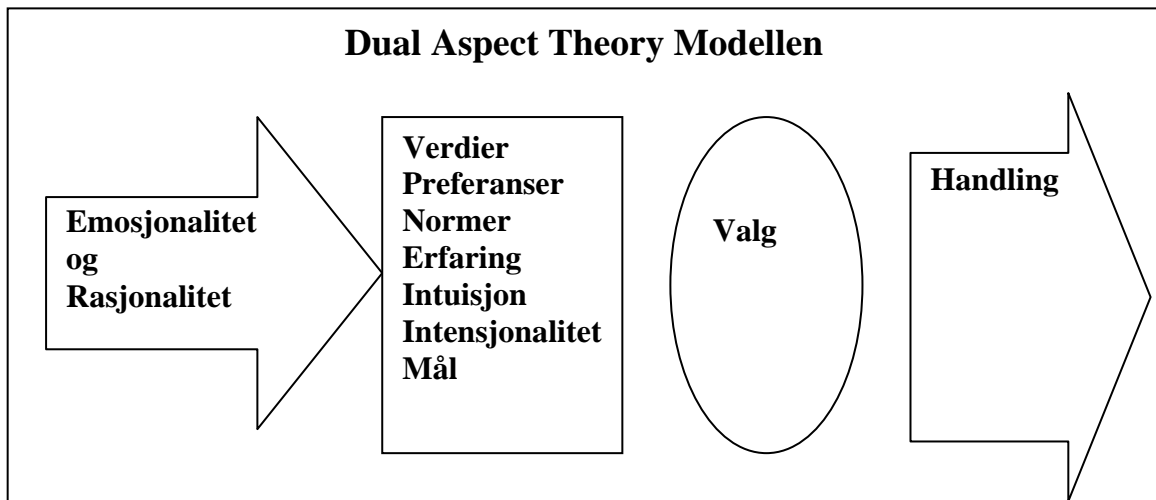 Dual Aspect Theory Modellen
Emosjonalitet
og
Rasjonalitet
Verdier
Preferanser
Normer
Erfaring
Intuisjon
Intensjonalitet
Mål
Valg
Handling